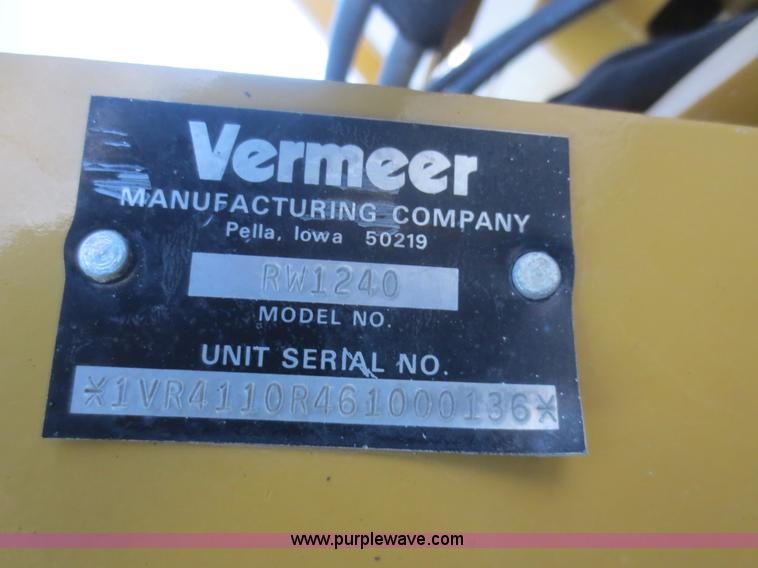 Vermeer
MANUFACTURING COMPANY
Pella, Iowa 50219
RW1240
MODEL NO.
UNIT SERIAL NO.
*1VR4110R461000136*
www.purplewave.com